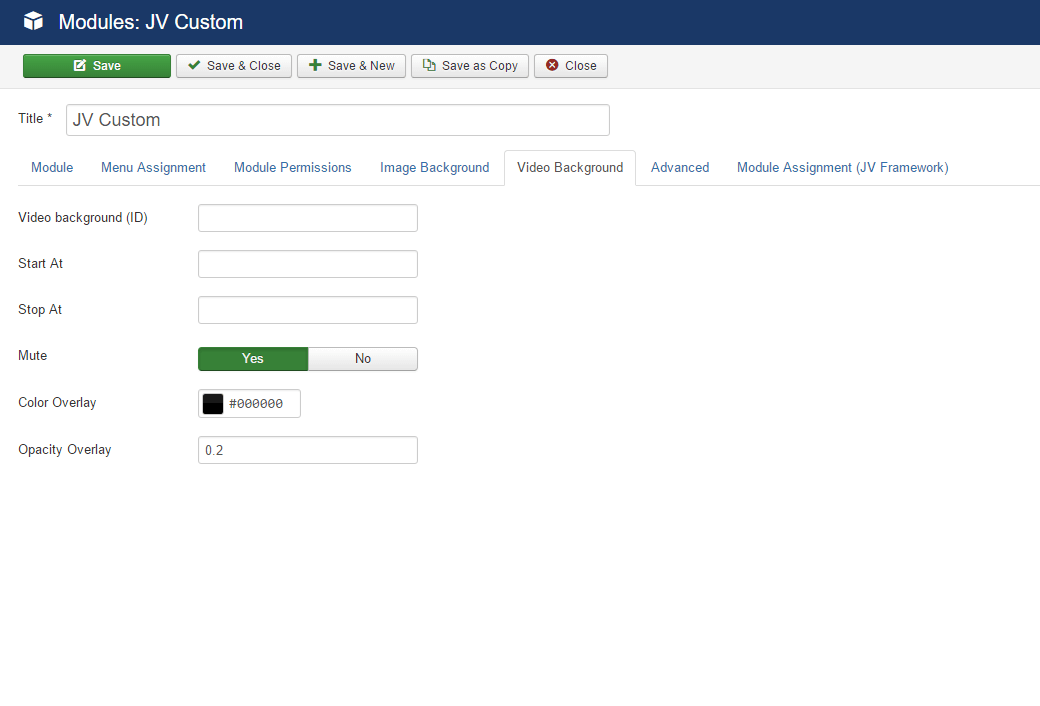 Modules: JV Custom
Save Save & Close Save & New Save as Copy Close
Title * JV Custom
Module Menu Assignment Module Permissions Image Background Video Background Advanced Module Assignment (JV Framework)
Video background (ID)
Start At
Stop At
Mute Yes No
Color Overlay #000000
Opacity Overlay 0.2